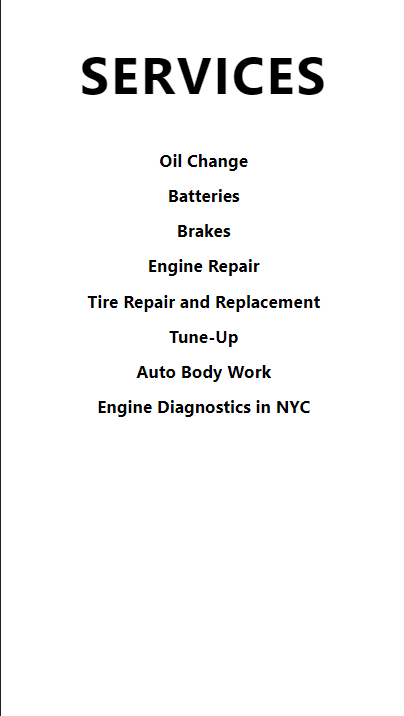 SERVICES
Oil Change
Batteries
Brakes
Engine Repair
Tire Repair and Replacement
Tune-Up
Auto Body Work
Engine Diagnostics in NYC